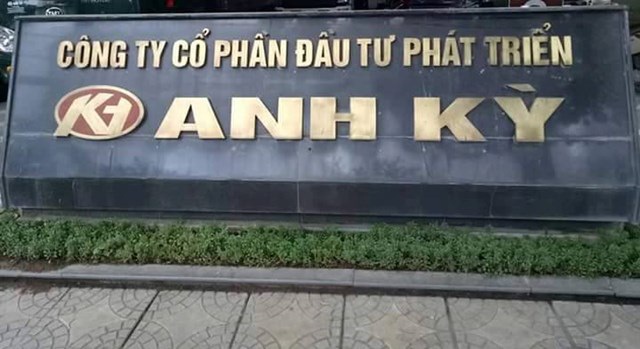 CÔNG TY CỔ PHẦN ĐẦU TƯ PHÁT TRIỂN
KH ANH KỲ